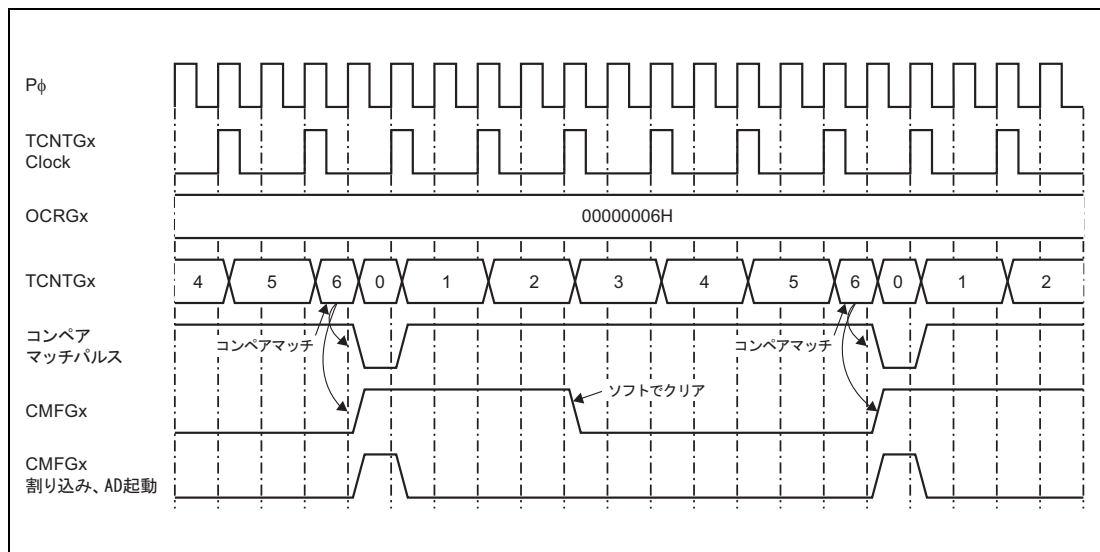 Pϕ
TCNTGx
Clock
OCRGx
00000006H
TCNTGx
4 5 6 0 1 2 3 4 5 6 0 1 2
コンペア
マッチパルス
コンペアマッチ
コンペアマッチ
CMFGx
ソフトでクリア
CMFGx
割り込み、AD起動